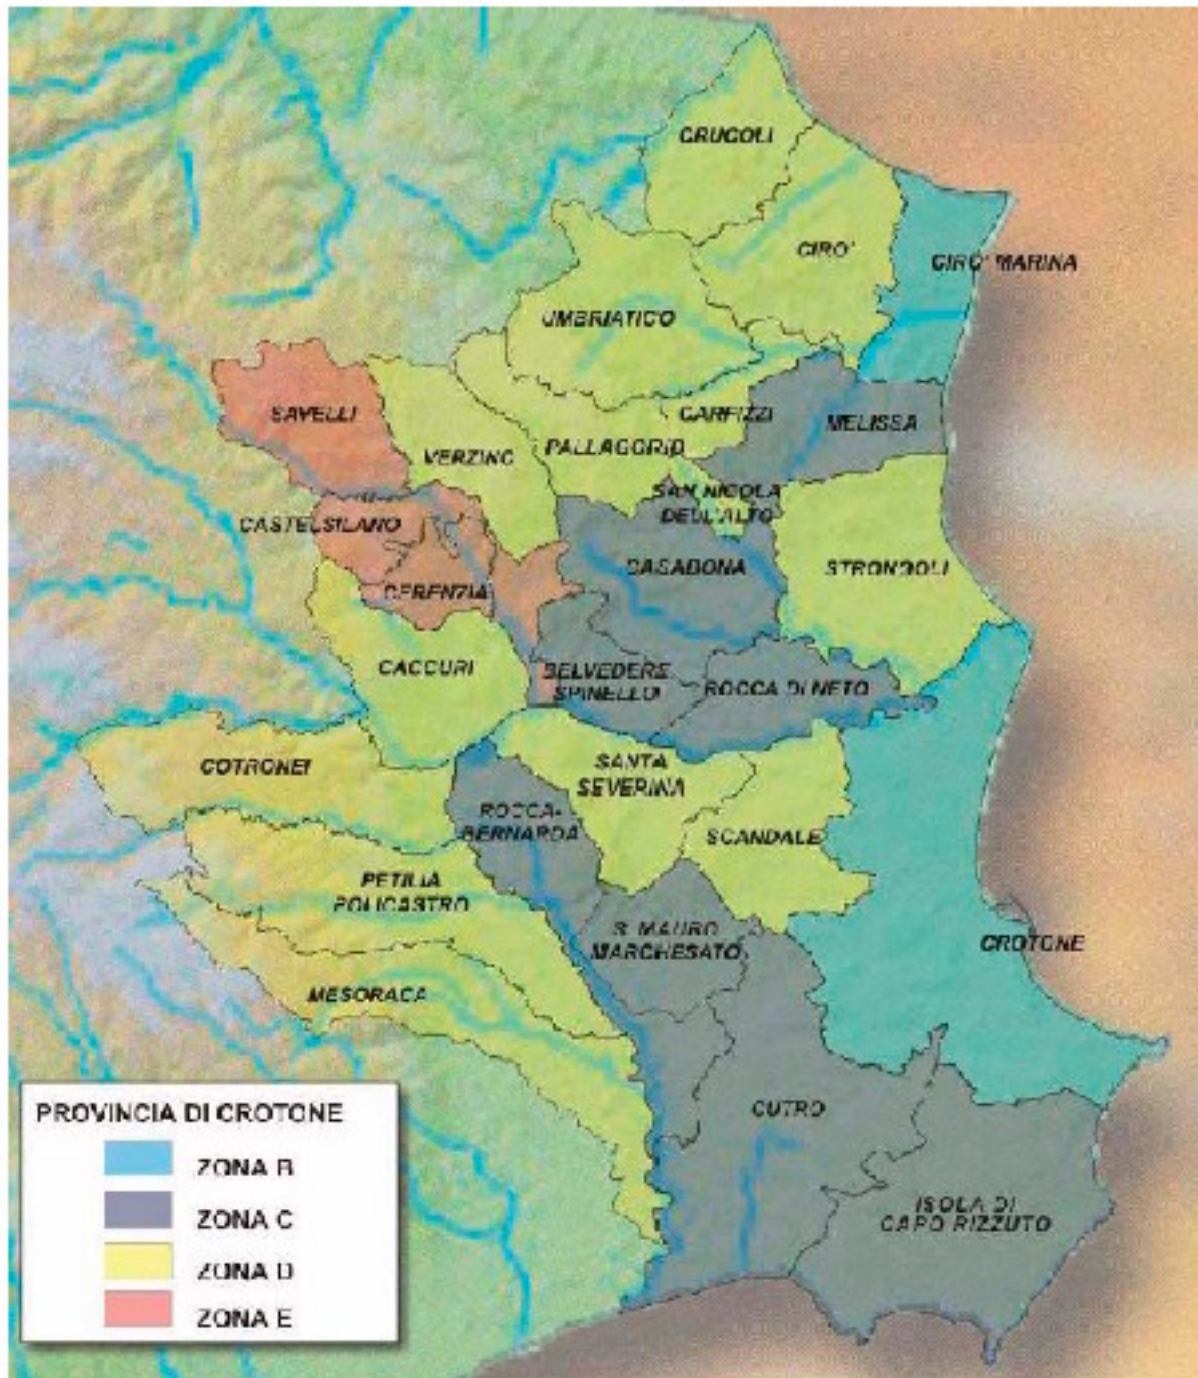 CRUCOLI
CIRO'
CIRO' MARINA
UMBRIATICO
SAVELLI
CARFIZZI
MELISSA
VERZINO
PALLAGORIO
SAN NICOLA
DELL'ALTO
CASTELSILANO
CASABONA
STRONGOLI
CERENZIA
CACCURI
BELVEDERE
SPINELLO
ROCCA DI NETO
COTRONEI
SANTA
SEVERINA
ROCCA-
BERNARDA
SCANDALE
PETILIA
POLICASTRO
S. MAURO
MARCHESATO
CROTONE
MESORACA
CUTRO
ISOLA DI
CAPO RIZZUTO
PROVINCIA DI CROTONE
ZONA B
ZONA C
ZONA D
ZONA E